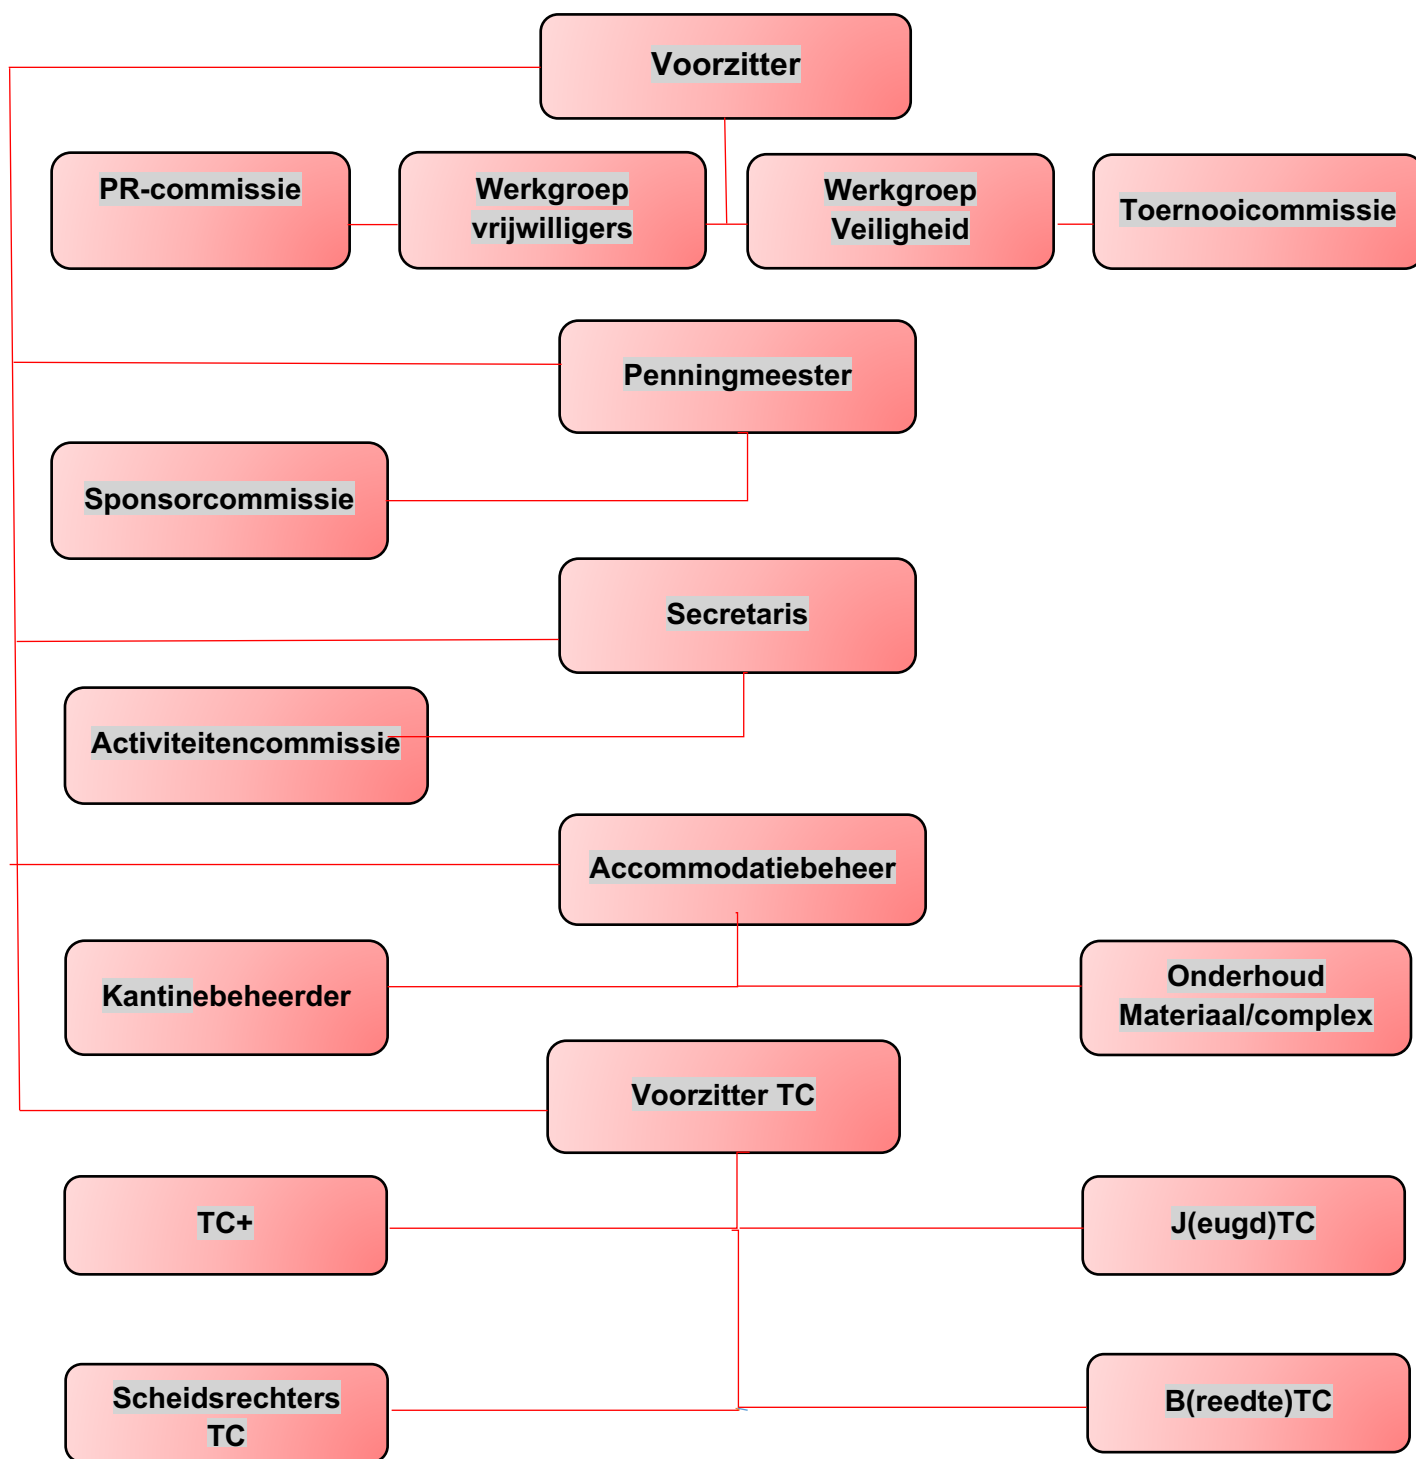 Voorzitter
PR-commissie
Werkgroep
vrijwilligers
Werkgroep
Veiligheid
Toernooicommissie
Penningmeester
Sponsorcommissie
Secretaris
Activiteitencommissie
Accommodatiebeheer
Kantinebeheerder
Onderhoud
Materiaal/complex
Voorzitter TC
TC+
J(eugd)TC
Scheidsrechters
TC
B(reedte)TC